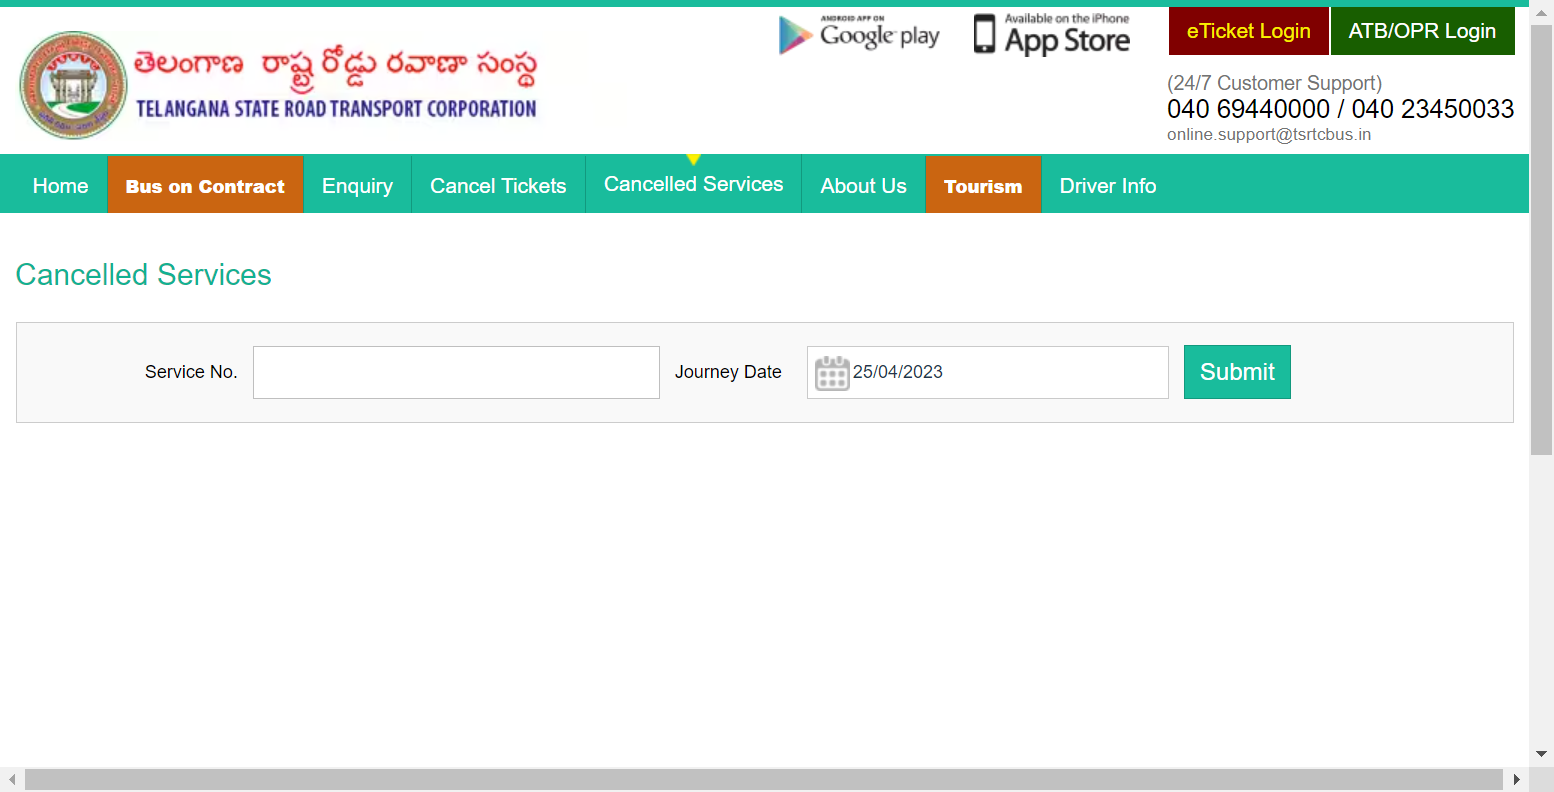 తెలంగాణ రాష్ట్ర రోడ్డు రవాణా సంస్థ
TELANGANA STATE ROAD TRANSPORT CORPORATION
ANDROID APP ON
Google play
Available on the iPhone
App Store
eTicket Login
ATB/OPR Login
(24/7 Customer Support)
040 69440000 / 040 23450033
online.support@tsrtcbus.in
Home
Bus on Contract
Enquiry
Cancel Tickets
Cancelled Services
About Us
Tourism
Driver Info
Cancelled Services
Service No.
Journey Date
25/04/2023
Submit